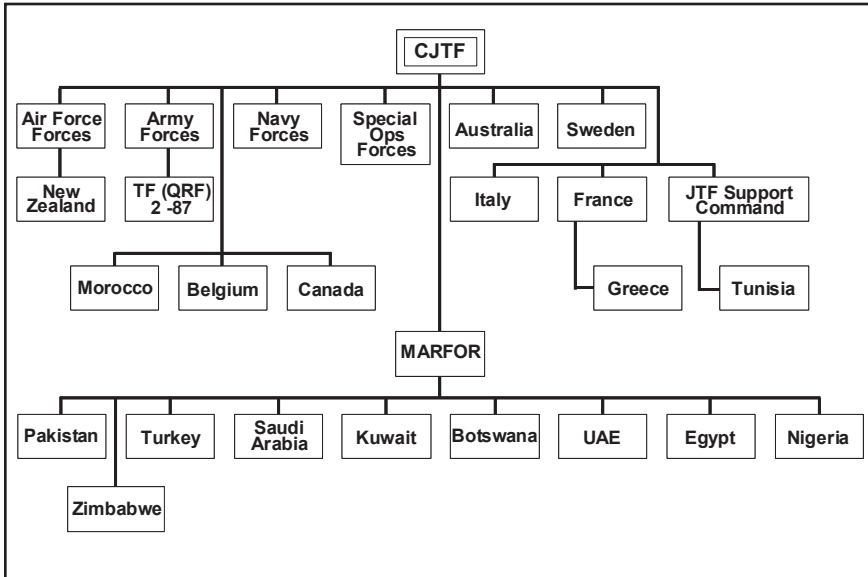 CJTF
Air Force
Forces
Army
Forces
Navy
Forces
Special
Ops
Forces
Australia
Sweden
New
Zealand
TF (QRF)
2 -87
Italy
France
JTF Support
Command
Morocco
Belgium
Canada
Greece
Tunisia
MARFOR
Pakistan
Turkey
Saudi
Arabia
Kuwait
Botswana
UAE
Egypt
Nigeria
Zimbabwe